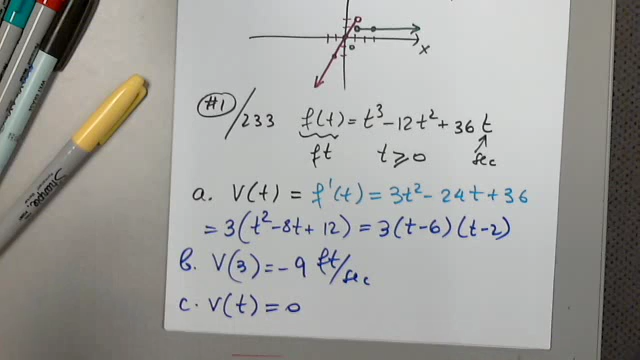 x
#1/233 f(t) = t³ - 12t² + 36t
ft t ⩾ 0 sec
a. V(t) = f'(t) = 3t² - 24t + 36
= 3(t² - 8t + 12) = 3(t-6)(t-2)
b. V(3) = -9 ft/sec
c. V(t) = 0
Sharpie